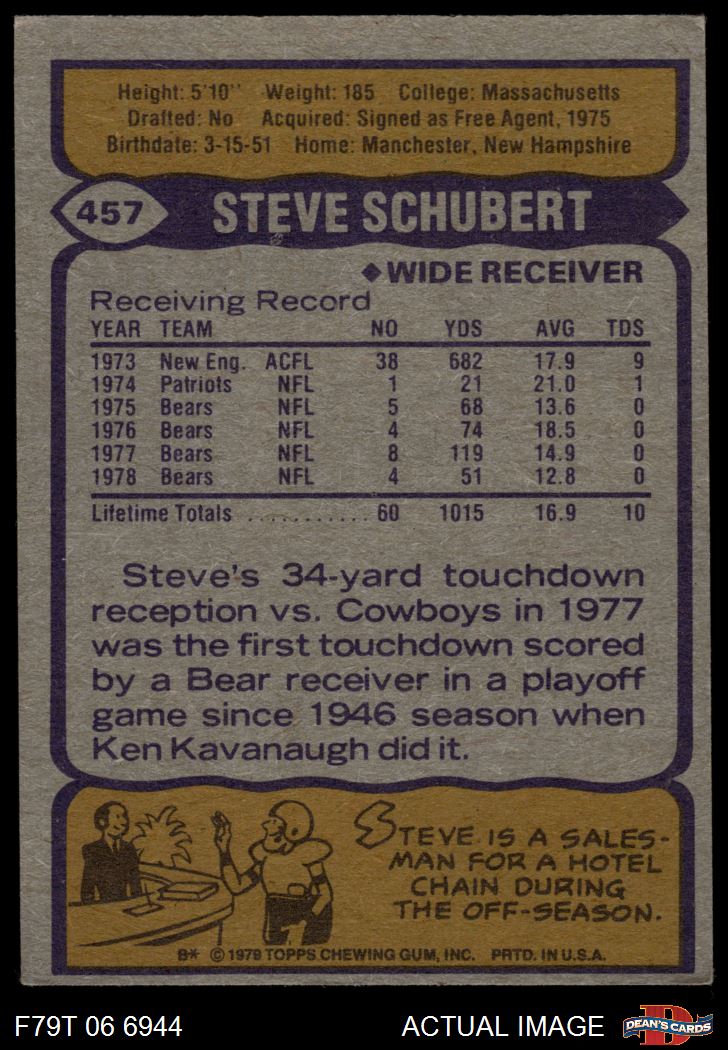 Height: 5'10" Weight: 185 College: Massachusetts
Drafted: No Acquired: Signed as Free Agent, 1975
Birthdate: 3-15-51 Home: Manchester, New Hampshire
457 STEVE SCHUBERT
◆WIDE RECEIVER
Receiving Record
YEAR TEAM NO YDS AVG TDS
1973 New Eng. ACFL 38 682 17.9 9
1974 Patriots NFL 1 21 21.0 1
1975 Bears NFL 5 68 13.6 0
1976 Bears NFL 4 74 18.5 0
1977 Bears NFL 8 119 14.9 0
1978 Bears NFL 4 51 12.8 0
Lifetime Totals ........... 60 1015 16.9 10
Steve's 34-yard touchdown
reception vs. Cowboys in 1977
was the first touchdown scored
by a Bear receiver in a playoff
game since 1946 season when
Ken Kavanaugh did it.
STEVE IS A SALES-
MAN FOR A HOTEL
CHAIN DURING
THE OFF-SEASON.
B* © 1979 TOPPS CHEWING GUM, INC. PRTD. IN U.S.A.
F79T 06 6944 ACTUAL IMAGE D DEAN'S CARDS